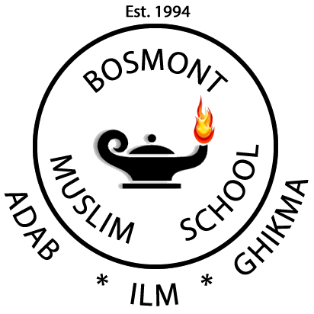 Est. 1994
BOSMONT
MUSLIM SCHOOL
ADAB * ILM * GHIKMA